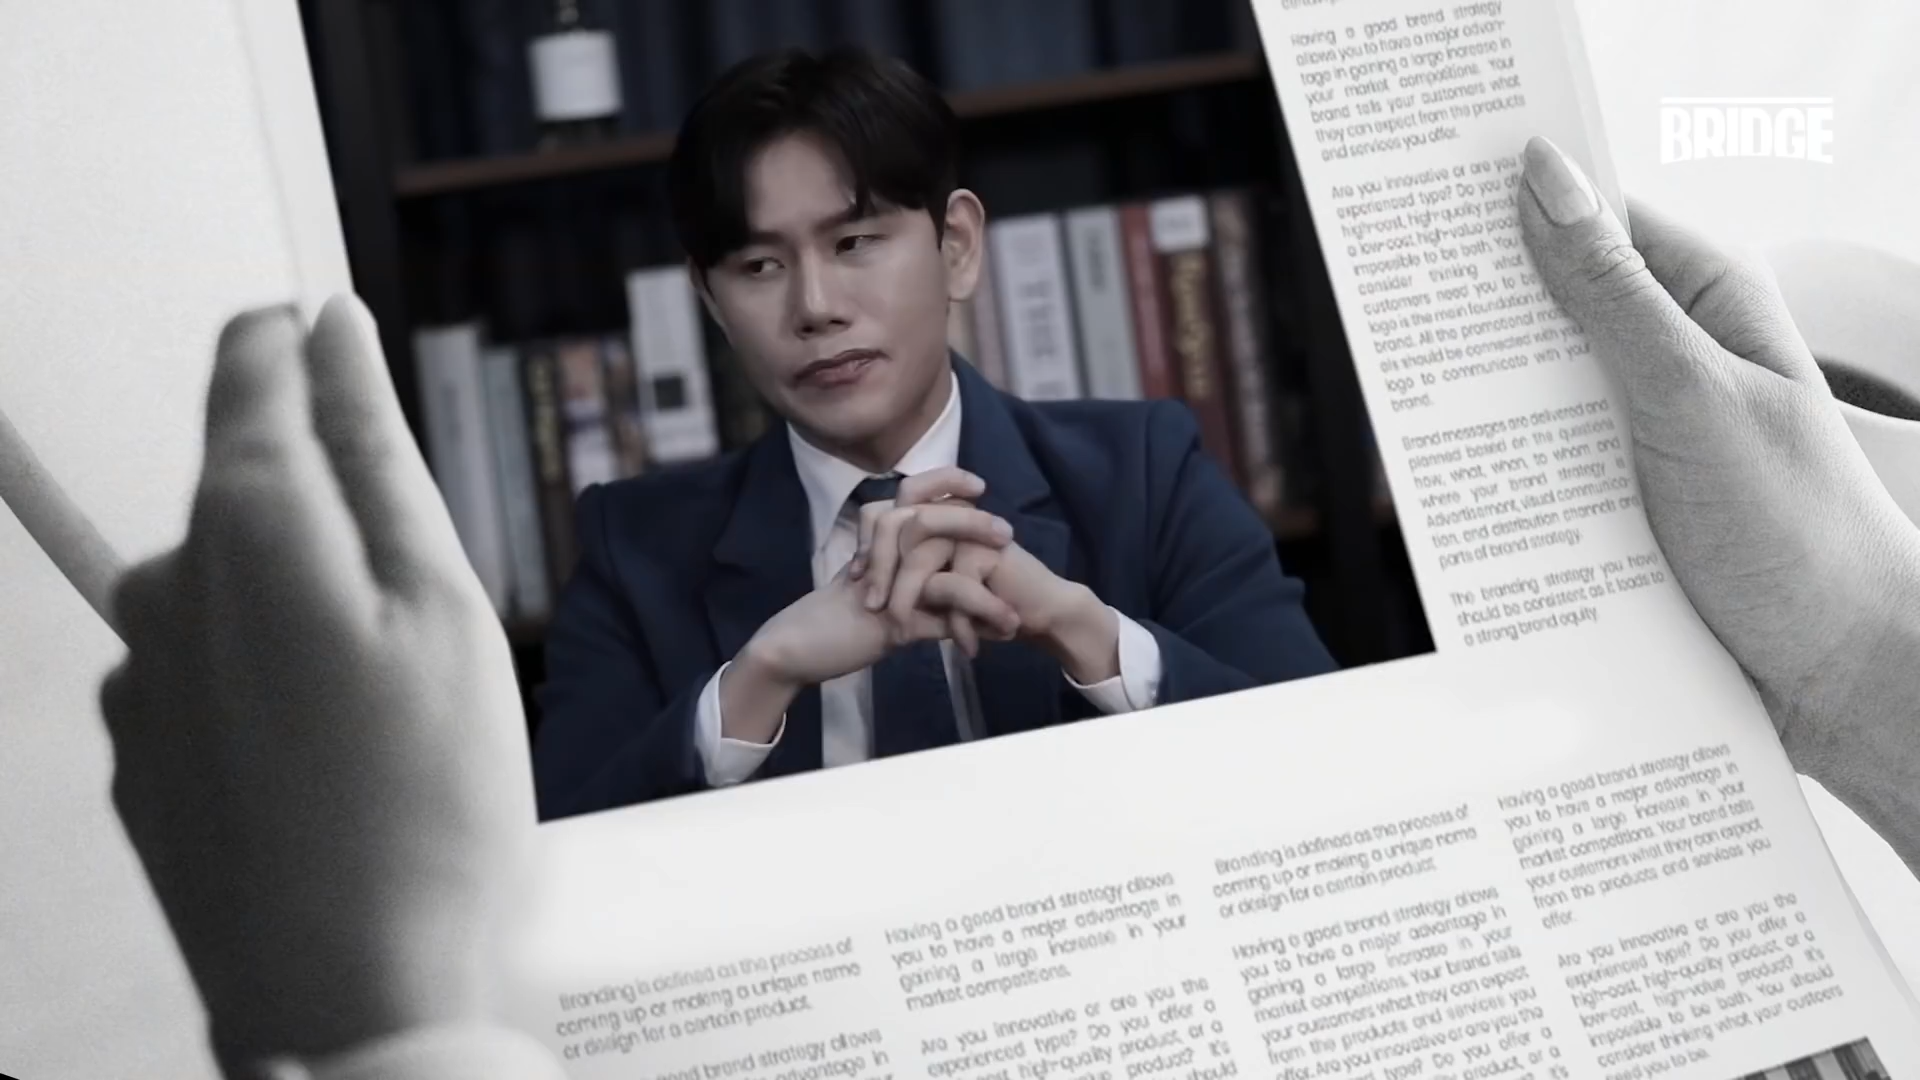 BRIDGE
Having a good brand strategy
allows you to have a major advan-
tage in gaining a large increase in
your market competitions. Your
brand tells your customers what
they can expect from the products
and services you offer.
Are you innovative or are you
experienced type? Do you
high-cost, high-quality
a low-cost, high-value
impossible to be both. You
consider thinking what
customers need you to be
logo is the main foundation of
brand. All the promotional
als should be connected with your
logo to communicate with your
brand.
Brand messages are delivered and
planned based on the questions
how, what, when, to whom and
where your brand strategy is
Advertisement, visual communica-
tion, and distribution channels are
parts of brand strategy.
The branding strategy you have
should be consistent as it leads to
a strong brand equity.
Branding is defined as the process of
coming up or making a unique name
or design for a certain product.
good brand strategy allows
advantage in
Having a good brand strategy allows
you to have a major advantage in
gaining a large increase in your
market competitions.
Are you innovative or are you the
experienced type? Do you offer a
high-quality product, or a
product? It's
should
Branding is defined as the process of
coming up or making a unique name
or design for a certain product.
Having a good brand strategy allows
you to have a major advantage in
gaining a large increase in your
market competitions. Your brand tells
your customers what they can expect
from the products and services you
offer. Are you innovative or are you the
type? Do you offer a
product, or a
It's
Having a good brand strategy allows
you to have a major advantage in
gaining a large increase in your
market competitions. Your brand tells
your customers what they can expect
from the products and services you
offer.
Are you innovative or are you the
experienced type? Do you offer a
high-cost, high-quality product, or a
low-cost, high-value product? It's
impossible to be both. You should
consider thinking what your customers
need you to be.